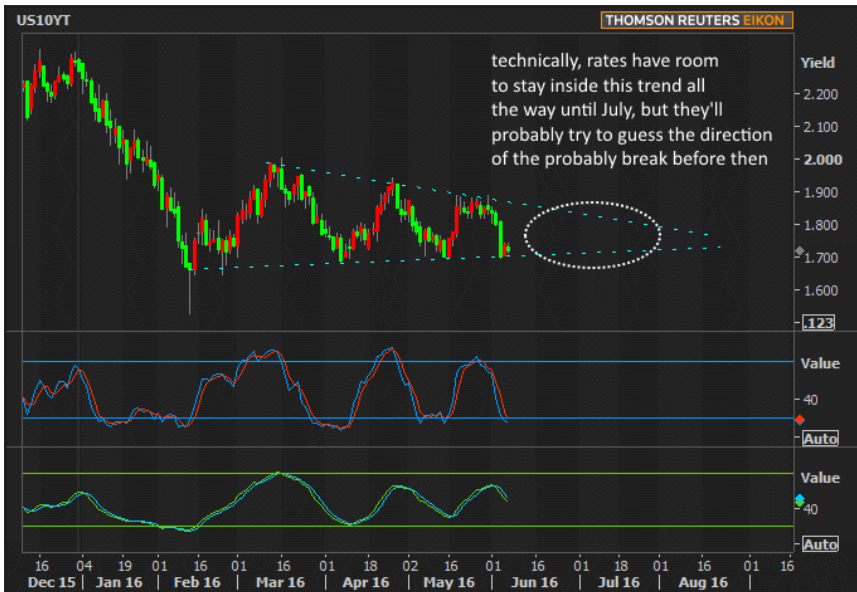 US10YT
THOMSON REUTERS EIKON
technically, rates have room
to stay inside this trend all
the way until July, but they'll
probably try to guess the direction
of the probably break before then
Yield
2.200
2.100
2.000
1.900
1.800
1.700
1.600
.123
Value
40
Auto
Value
40
Auto
16 04 19 01 16 01 16 01 18 02 16 01 16 01 18 01 16 01 16
Dec 15 Jan 16 Feb 16 Mar 16 Apr 16 May 16 Jun 16 Jul 16 Aug 16